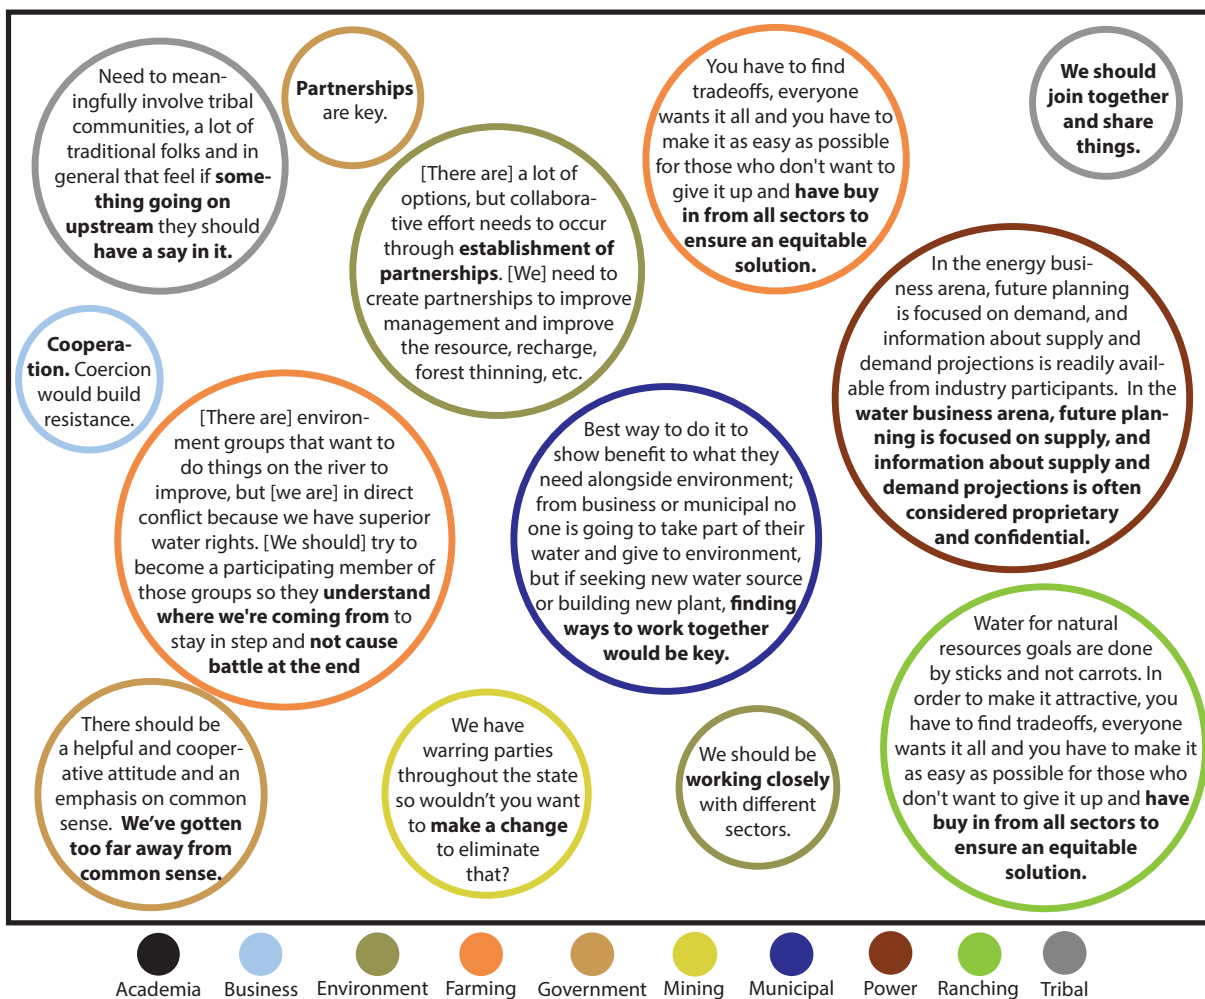 Need to mean-
ingfully involve tribal
communities, a lot of
traditional folks and in
general that feel if some-
thing going on
upstream they should
have a say in it.
Partnerships
are key.
[There are] a lot of
options, but collabora-
tive effort needs to occur
through establishment of
partnerships. [We] need to
create partnerships to improve
management and improve
the resource, recharge,
forest thinning, etc.
You have to find
tradeoffs, everyone
wants it all and you have to
make it as easy as possible
for those who don't want to
give it up and have buy
in from all sectors to
ensure an equitable
solution.
We should
join together
and share
things.
In the energy busi-
ness arena, future planning
is focused on demand, and
information about supply and
demand projections is readily avail-
able from industry participants. In the
water business arena, future plan-
ning is focused on supply, and
information about supply and
demand projections is often
considered proprietary
and confidential.
Coopera-
tion. Coercion
would build
resistance.
[There are] environ-
ment groups that want to
do things on the river to
improve, but [we are] in direct
conflict because we have superior
water rights. [We should] try to
become a participating member of
those groups so they understand
where we're coming from to
stay in step and not cause
battle at the end
Best way to do it to
show benefit to what they
need alongside environment;
from business or municipal no
one is going to take part of their
water and give to environment,
but if seeking new water source
or building new plant, finding
ways to work together
would be key.
Water for natural
resources goals are done
by sticks and not carrots. In
order to make it attractive, you
have to find tradeoffs, everyone
wants it all and you have to make it
as easy as possible for those who
don't want to give it up and have
buy in from all sectors to
ensure an equitable
solution.
There should be
a helpful and cooper-
ative attitude and an
emphasis on common
sense. We've gotten
too far away from
common sense.
We have
warring parties
throughout the state
so wouldn't you want
to make a change
to eliminate
that?
We should be
working closely
with different
sectors.
Academia
Business
Environment
Farming
Government
Mining
Municipal
Power
Ranching
Tribal